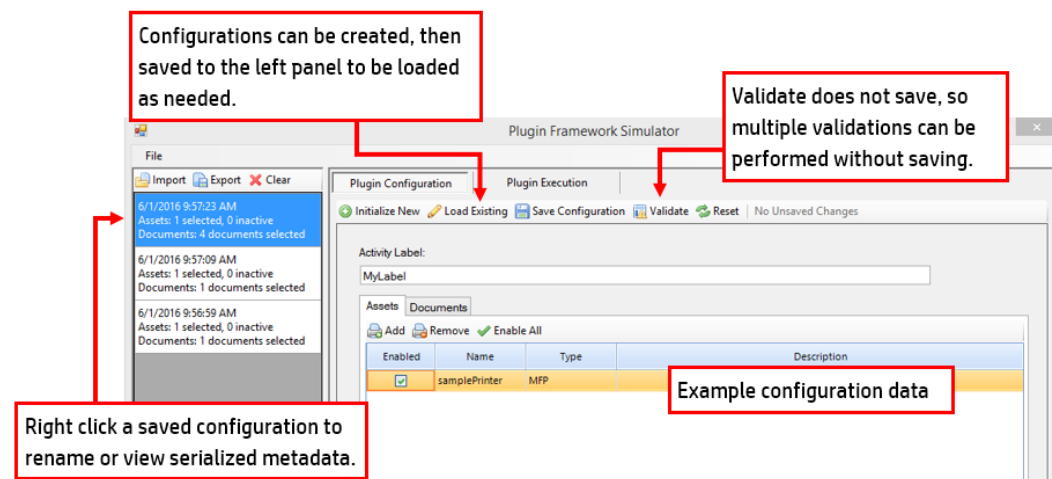 Configurations can be created, then
saved to the left panel to be loaded
as needed.
Validate does not save, so
multiple validations can be
performed without saving.
Plugin Framework Simulator
File
Import Export Clear
Plugin Configuration Plugin Execution
6/1/2016 9:57:23 AM
Assets: 1 selected, 0 inactive
Documents: 4 documents selected
6/1/2016 9:57:09 AM
Assets: 1 selected, 0 inactive
Documents: 1 documents selected
6/1/2016 9:56:59 AM
Assets: 1 selected, 0 inactive
Documents: 1 documents selected
Initialize New Load Existing Save Configuration Validate Reset No Unsaved Changes
Activity Label:
MyLabel
Assets Documents
Add Remove Enable All
Enabled Name Type Description
samplePrinter MFP
Example configuration data
Right click a saved configuration to
rename or view serialized metadata.